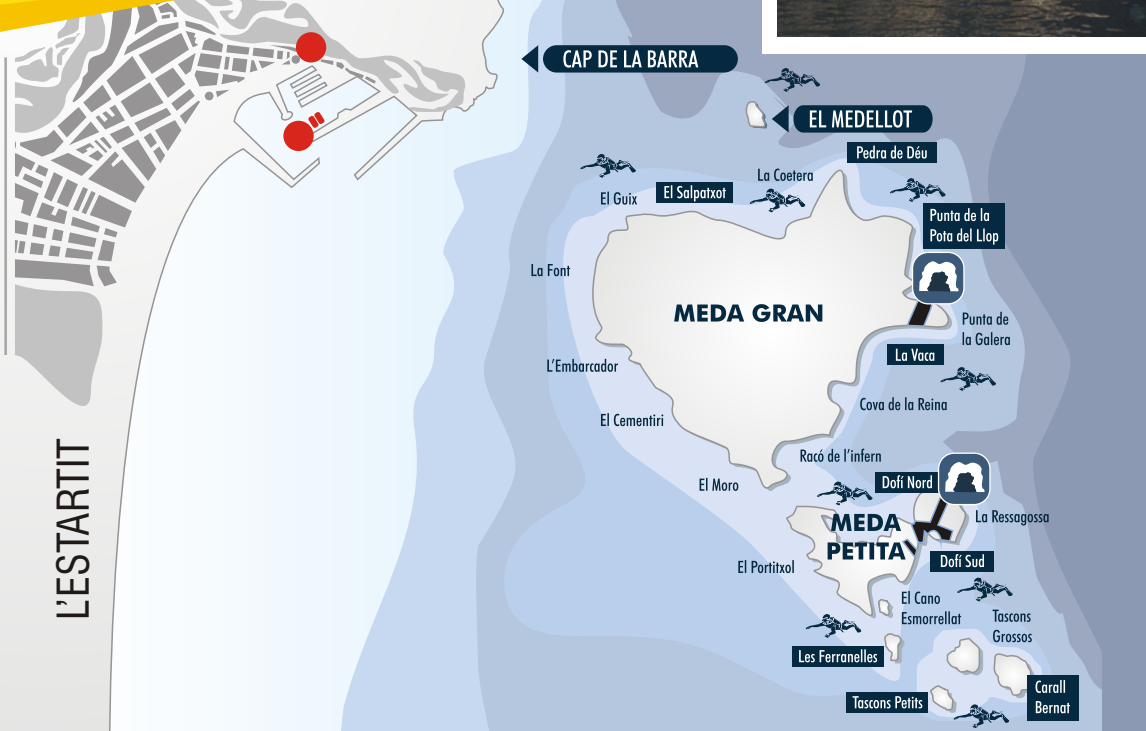 CAP DE LA BARRA
EL MEDELLOT
Pedra de Déu
La Coetera
El Salpatxot
El Guix
Punta de la
Pota del Llop
La Font
MEDA GRAN
Punta de
la Galera
La Vaca
L'Embarcador
Cova de la Reina
El Cementiri
Racó de l'infern
El Moro
Dofí Nord
La Ressagossa
MEDA
PETITA
El Portitxol
Dofí Sud
El Cano
Esmorrellat
Tascons
Grossos
Les Ferranelles
Carall
Bernat
Tascons Petits
L'ESTARTIT